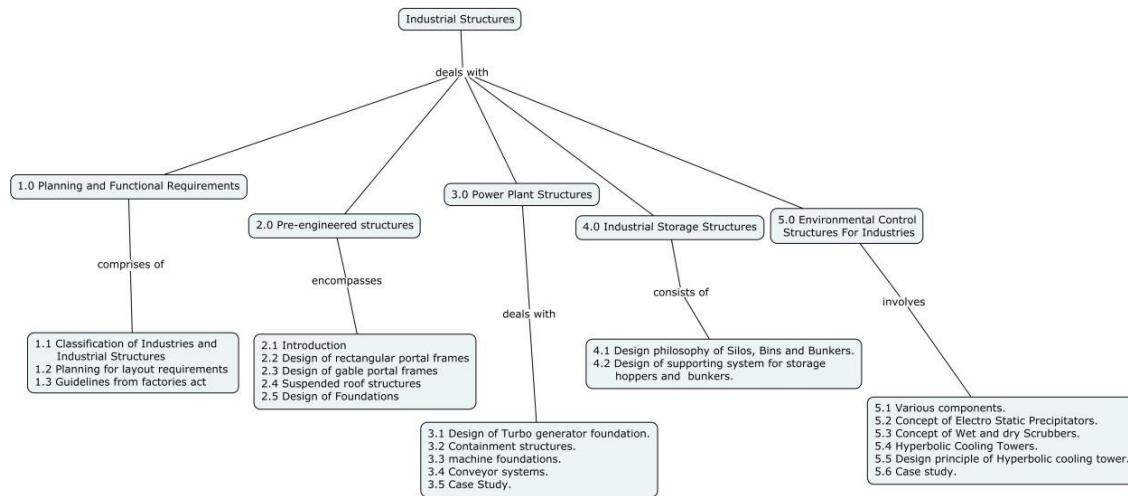 Industrial Structures
deals with
1.0 Planning and Functional Requirements
2.0 Pre-engineered structures
3.0 Power Plant Structures
4.0 Industrial Storage Structures
5.0 Environmental Control
Structures For Industries
comprises of
encompasses
deals with
consists of
involves
1.1 Classification of Industries and
Industrial Structures
1.2 Planning for layout requirements
1.3 Guidelines from factories act
2.1 Introduction
2.2 Design of rectangular portal frames
2.3 Design of gable portal frames
2.4 Suspended roof structures
2.5 Design of Foundations
3.1 Design of Turbo generator foundation.
3.2 Containment structures.
3.3 machine foundations.
3.4 Conveyor systems.
3.5 Case Study.
4.1 Design philosophy of Silos, Bins and Bunkers.
4.2 Design of supporting system for storage
hoppers and bunkers.
5.1 Various components.
5.2 Concept of Electro Static Precipitators.
5.3 Concept of Wet and dry Scrubbers.
5.4 Hyperbolic Cooling Towers.
5.5 Design principle of Hyperbolic cooling tower.
5.6 Case study.